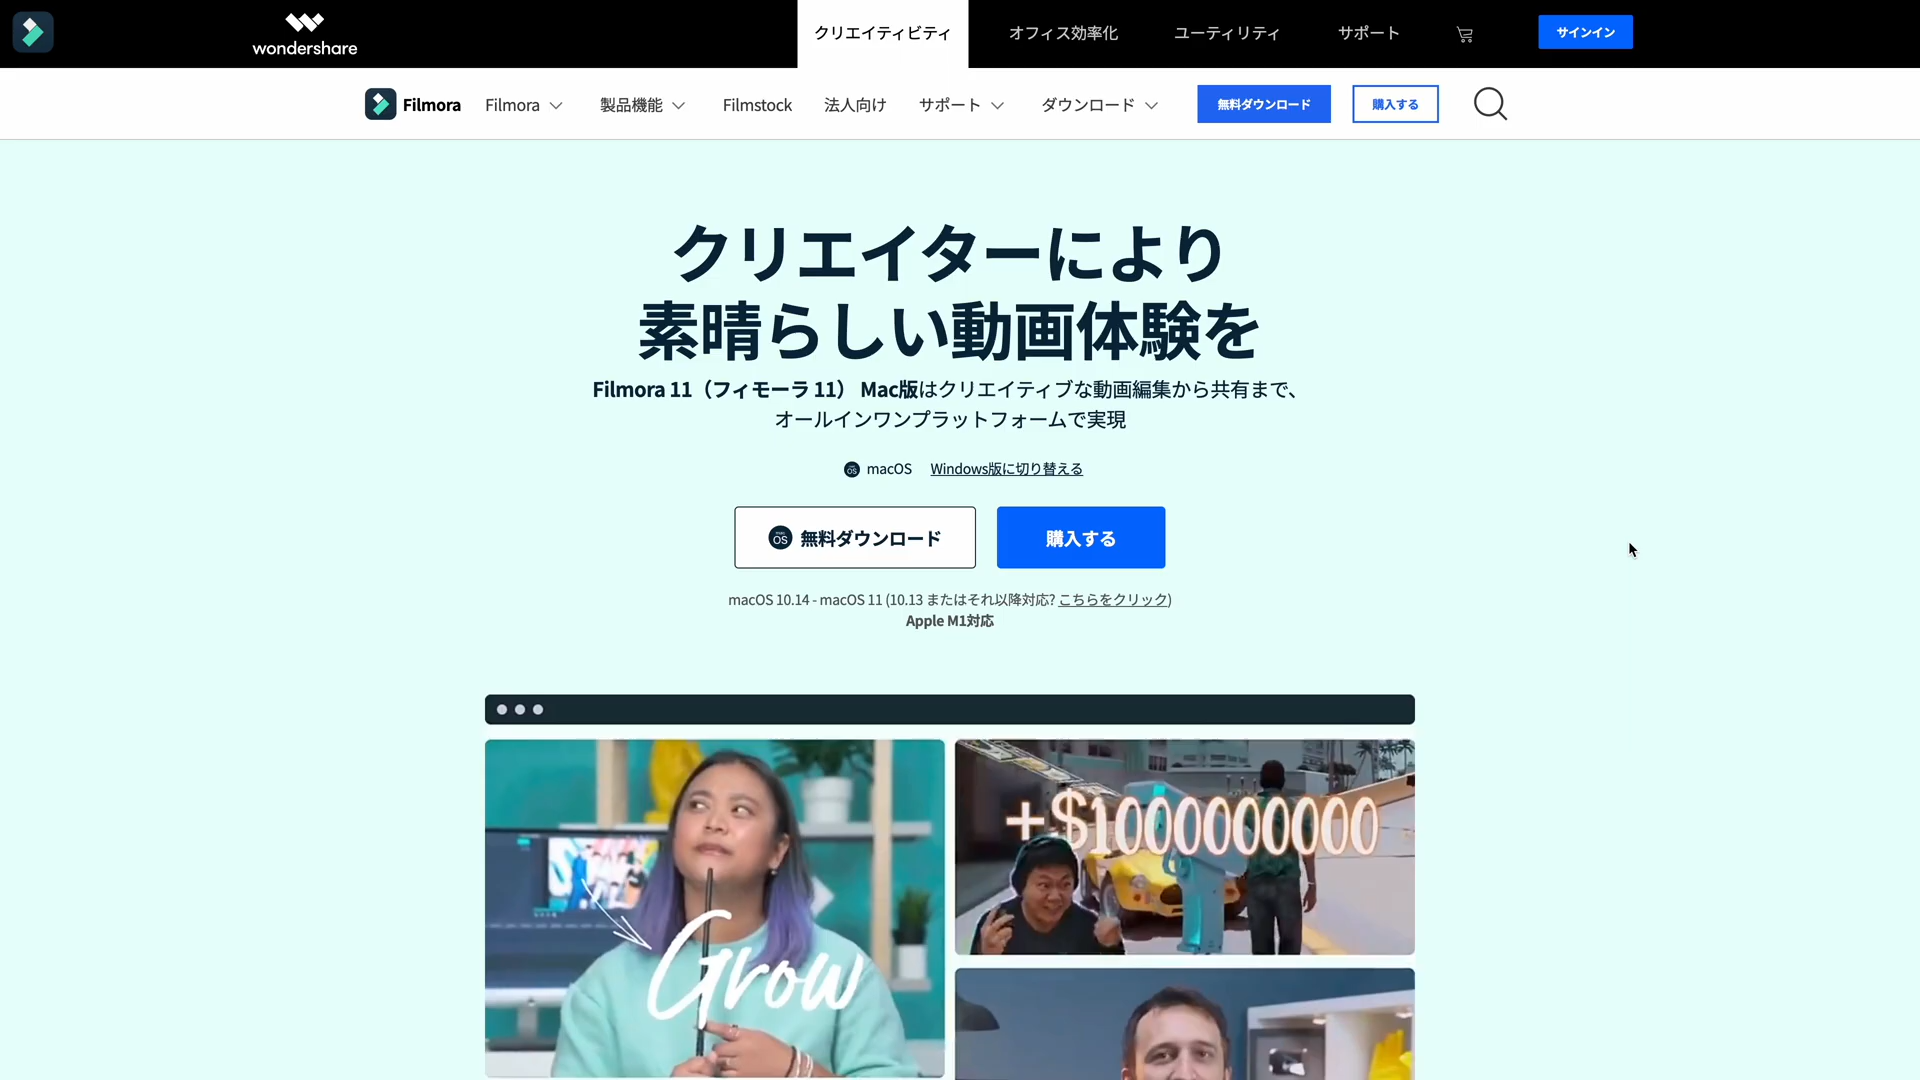 wondershare
クリエイティビティ
オフィス効率化
ユーティリティ
サポート
サインイン
Filmora
Filmora
製品機能
Filmstock
法人向け
サポート
ダウンロード
無料ダウンロード
購入する
クリエイターにより
素晴らしい動画体験を
Filmora 11（フィモーラ 11） Mac版はクリエイティブな動画編集から共有まで、
オールインワンプラットフォームで実現
macOS
Windows版に切り替える
無料ダウンロード
購入する
macOS 10.14 - macOS 11 (10.13 またはそれ以降対応? こちらをクリック)
Apple M1対応
+$1000000000
Grow